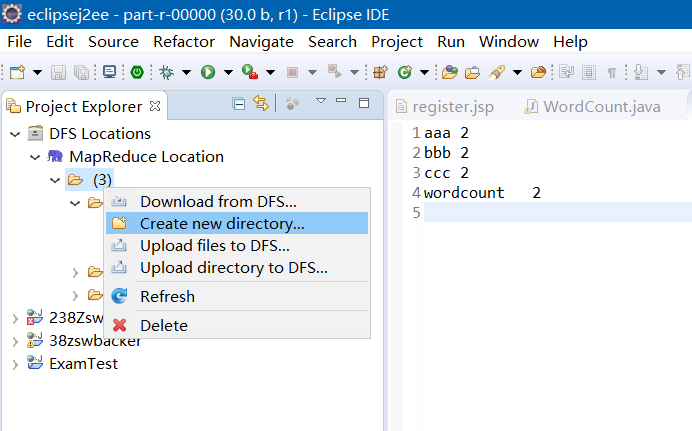 eclipsej2ee - part-r-00000 (30.0 b, r1) - Eclipse IDE
File Edit Source Refactor Navigate Search Project Run Window Help
Project Explorer
DFS Locations
MapReduce Location
(3)
Download from DFS...
Create new directory...
Upload files to DFS...
Upload directory to DFS...
Refresh
Delete
238Zsw
38zswbacker
ExamTest
register.jsp WordCount.java
1 aaa 2
2 bbb 2
3 ccc 2
4 wordcount 2
5